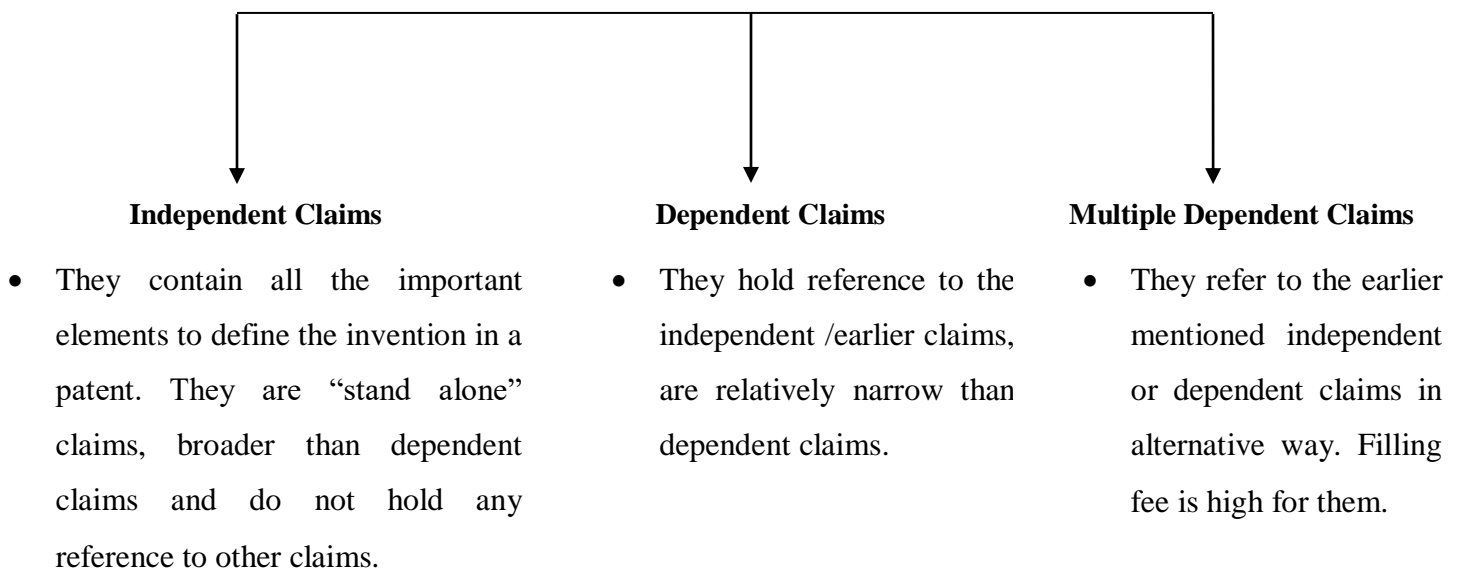 Independent Claims
• They contain all the important
elements to define the invention in a
patent. They are “stand alone”
claims, broader than dependent
claims and do not hold any
reference to other claims.
Dependent Claims
• They hold reference to the
independent /earlier claims,
are relatively narrow than
dependent claims.
Multiple Dependent Claims
• They refer to the earlier
mentioned independent
or dependent claims in
alternative way. Filling
fee is high for them.